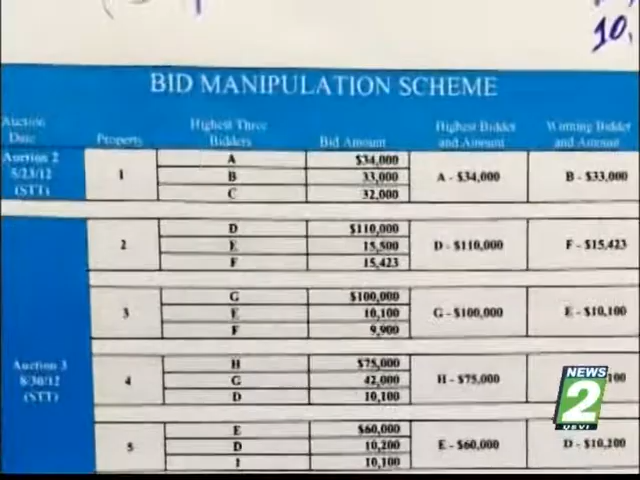 10,
BID MANIPULATION SCHEME
Auction Date Property Highest Three Bidders Bid Amount Highest Bidder and Amount Winning Bidder and Amount
Auction 2 5/23/12 (STT)
1 A $34,000 A - $34,000 B - $33,000
B 33,000
C 32,000
Auction 3 8/30/12 (STT)
2 D $110,000 D - $110,000 F - $15,423
E 15,500
F 15,423
3 G $100,000 G - $100,000 E - $10,100
E 10,100
F 9,900
4 H $75,000 H - $75,000 100
G 42,000
D 10,100
5 E $60,000 E - $60,000 D - $10,200
D 10,200
I 10,100
NEWS
2
USVI